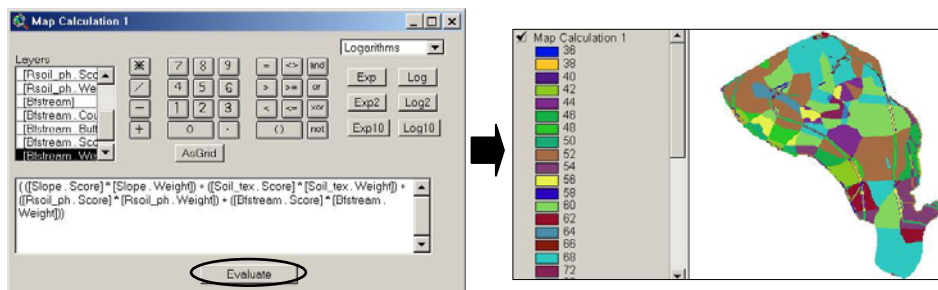 Map Calculation 1
Logarithms
Layers
[Rsoil_ph . Sco
[Rsoil_ph . We
[Bfstream]
[Bfstream . Cou
[Bfstream . Buff
[Bfstream . Sco
[Bfstream . We
* 7 8 9 = <> and
/ 4 5 6 > >= or
- 1 2 3 < <= xor
+ 0 . ( ) not
AsGrid
Exp Log
Exp2 Log2
Exp10 Log10
(([Slope . Score] * [Slope . Weight]) + ([Soil_tex . Score] * [Soil_tex . Weight]) +
([Rsoil_ph . Score] * [Rsoil_ph . Weight]) + ([Bfstream . Score] * [Bfstream .
Weight]))
Evaluate
Map Calculation 1
36
38
40
42
44
46
48
50
52
54
56
58
60
62
64
66
68
72